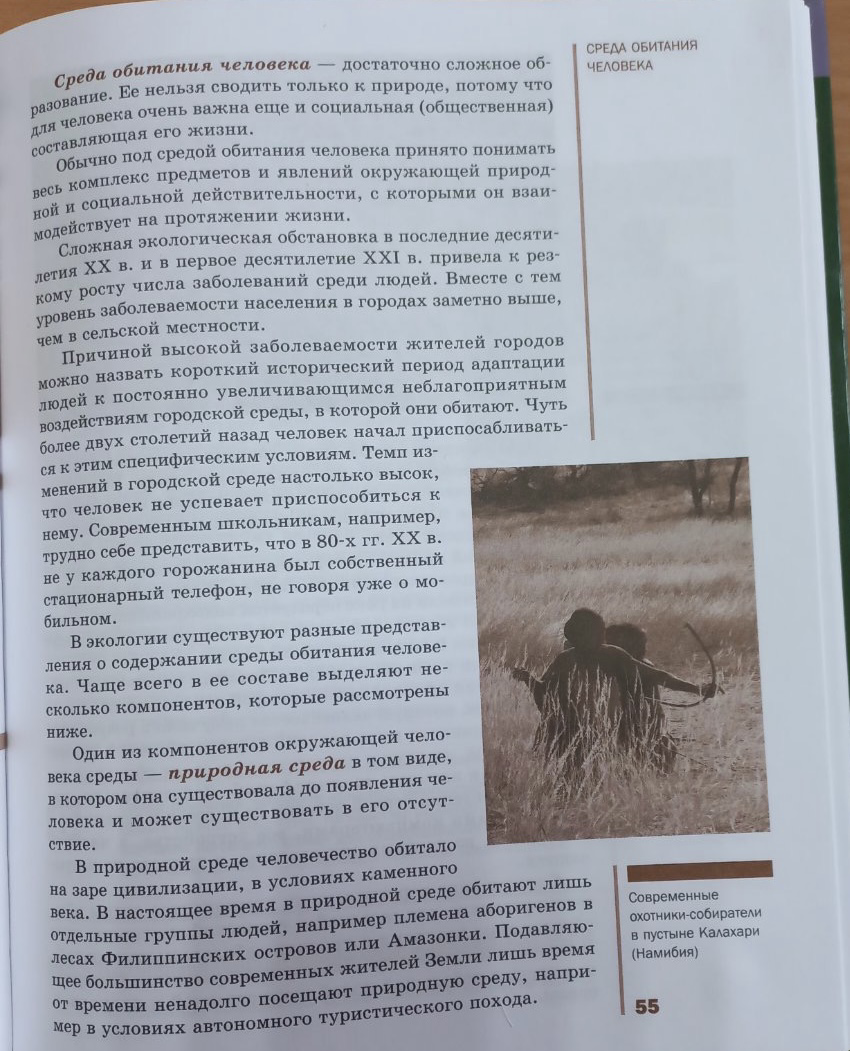 СРЕДА ОБИТАНИЯ
ЧЕЛОВЕКА
Среда обитания человека — достаточно сложное об-
разование. Ее нельзя сводить только к природе, потому что
для человека очень важна еще и социальная (общественная)
составляющая его жизни.
Обычно под средой обитания человека принято понимать
весь комплекс предметов и явлений окружающей природ-
ной и социальной действительности, с которыми он взаи-
модействует на протяжении жизни.
Сложная экологическая обстановка в последние десяти-
летия XX в. и в первое десятилетие XXI в. привела к рез-
кому росту числа заболеваний среди людей. Вместе с тем
уровень заболеваемости населения в городах заметно выше,
чем в сельской местности.
Причиной высокой заболеваемости жителей городов
можно назвать короткий исторический период адаптации
людей к постоянно увеличивающимся неблагоприятным
воздействиям городской среды, в которой они обитают. Чуть
более двух столетий назад человек начал приспосабливать-
ся к этим специфическим условиям. Темп из-
менений в городской среде настолько высок,
что человек не успевает приспособиться к
нему. Современным школьникам, например,
трудно себе представить, что в 80-х гг. XX в.
не у каждого горожанина был собственный
стационарный телефон, не говоря уже о мо-
бильном.
В экологии существуют разные представ-
ления о содержании среды обитания челове-
ка. Чаще всего в ее составе выделяют не-
сколько компонентов, которые рассмотрены
ниже.
Один из компонентов окружающей чело-
века среды — природная среда в том виде,
в котором она существовала до появления че-
ловека и может существовать в его отсут-
ствие.
В природной среде человечество обитало
на заре цивилизации, в условиях каменного
века. В настоящее время в природной среде обитают лишь
отдельные группы людей, например племена аборигенов в
лесах Филиппинских островов или Амазонки. Подавляю-
щее большинство современных жителей Земли лишь время
от времени ненадолго посещают природную среду, напри-
мер в условиях автономного туристического похода.
Современные
охотники-собиратели
в пустыне Калахари
(Намибия)
55